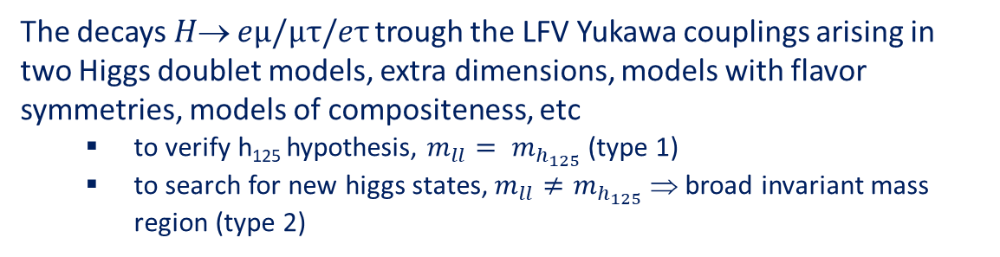 The decays 𝐻→ 𝑒μ/μτ/𝑒τ trough the LFV Yukawa couplings arising in
two Higgs doublet models, extra dimensions, models with flavor
symmetries, models of compositeness, etc
▪ to verify h₁₂₅ hypothesis, 𝑚𝑙𝑙 = 𝑚ℎ₁₂₅ (type 1)
▪ to search for new higgs states, 𝑚𝑙𝑙 ≠ 𝑚ℎ₁₂₅ ⟹ broad invariant mass
region (type 2)